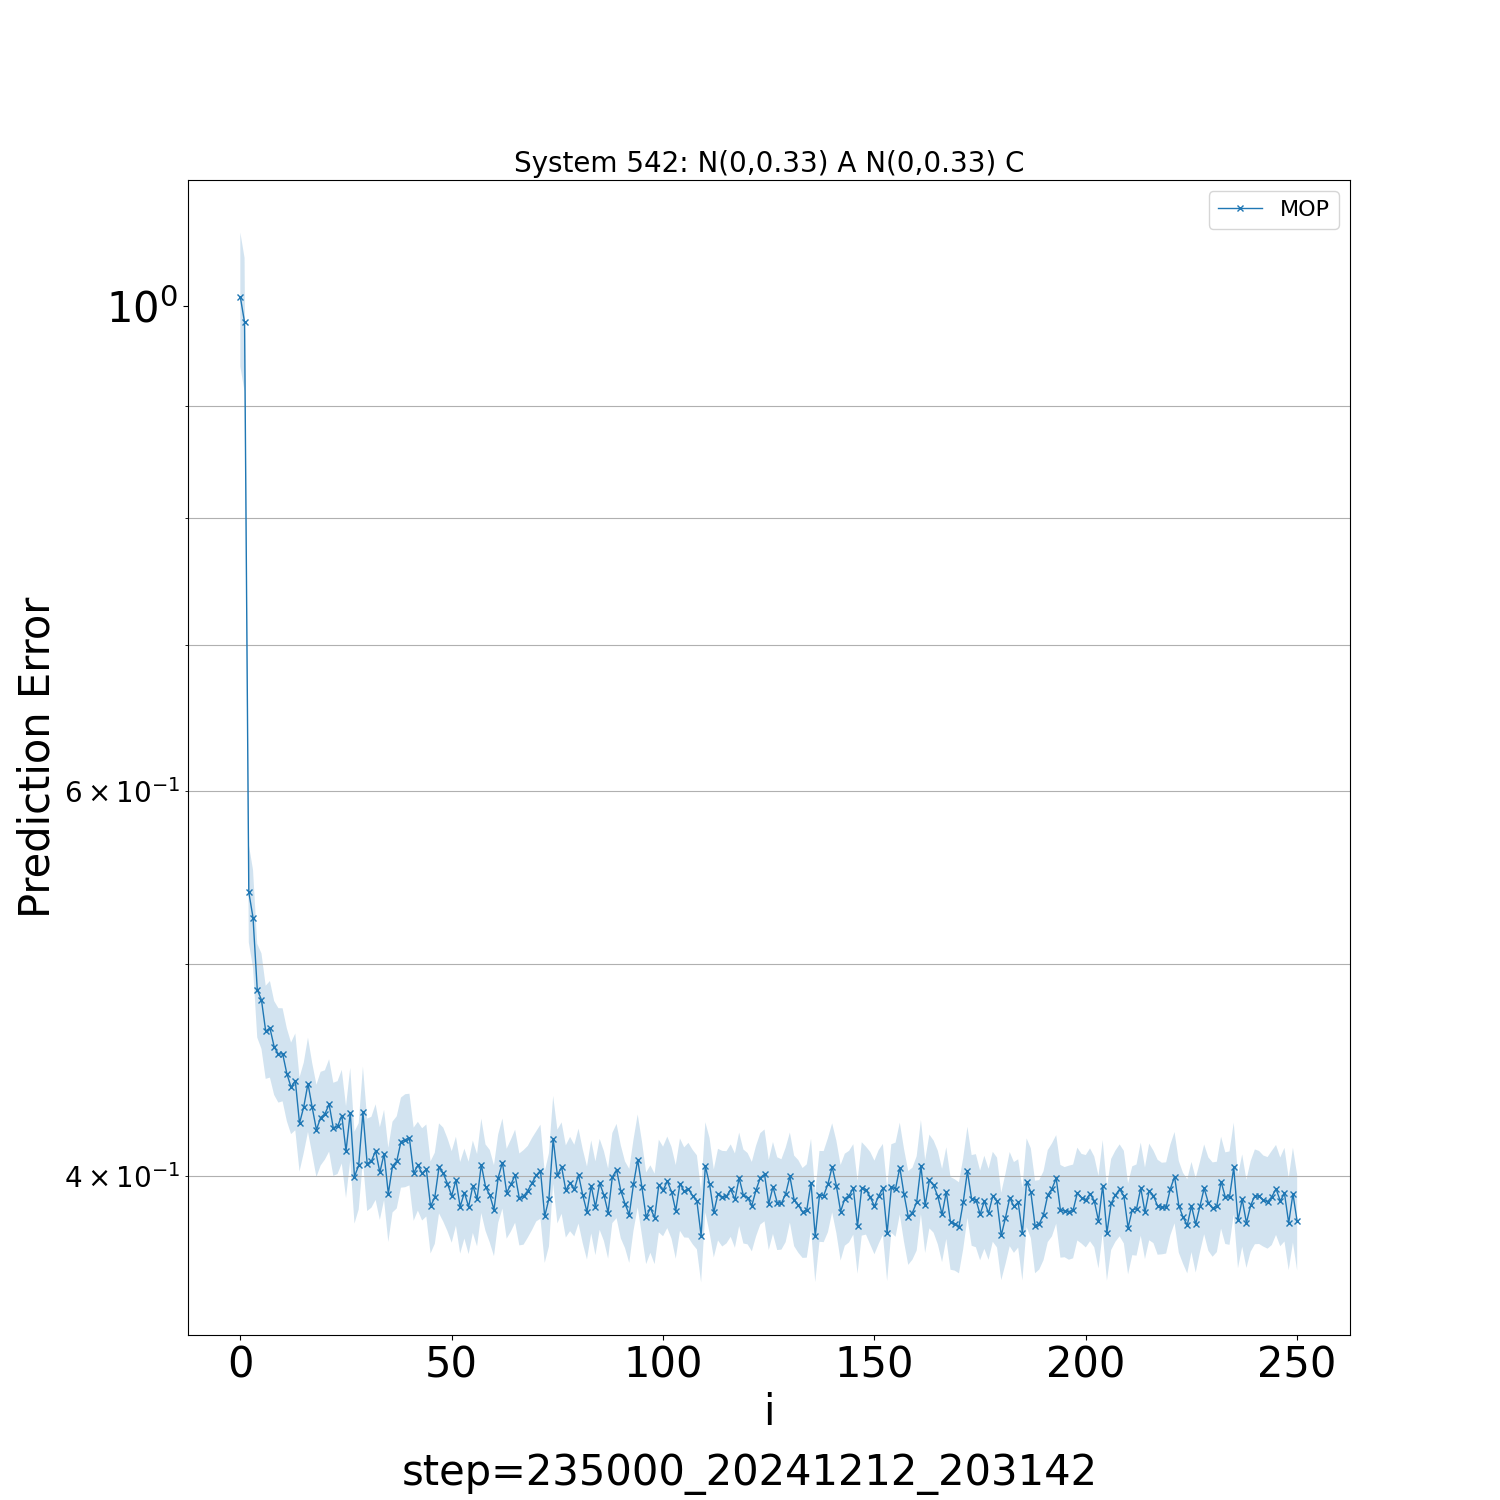 System 542: N(0,0.33) A N(0,0.33) C
MOP
10⁰
6 × 10⁻¹
4 × 10⁻¹
Prediction Error
0 50 100 150 200 250
i
step=235000_20241212_203142